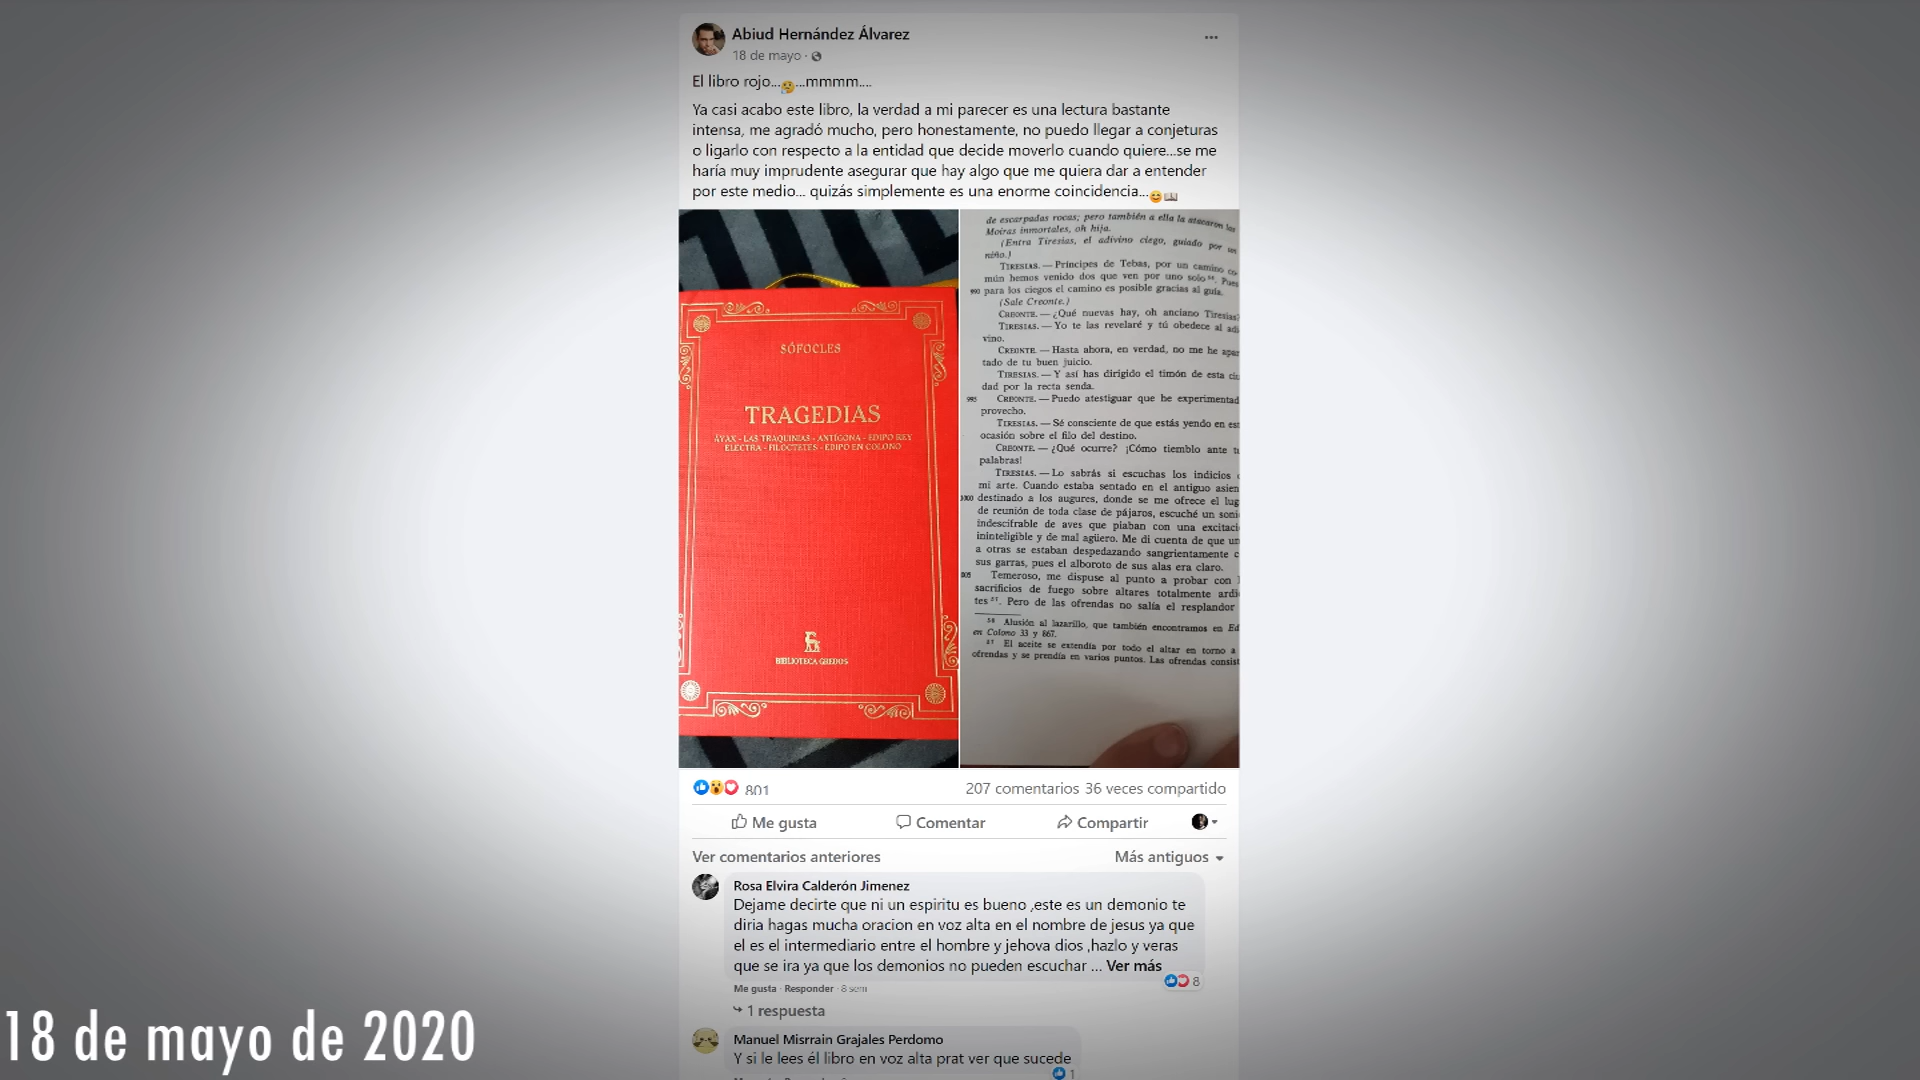 Abiud Hernández Álvarez
18 de mayo
El libro rojo... ...mmmm....
Ya casi acabo este libro, la verdad a mi parecer es una lectura bastante
intensa, me agradó mucho, pero honestamente, no puedo llegar a conjeturas
o ligarlo con respecto a la entidad que decide moverlo cuando quiere...se me
haría muy imprudente asegurar que hay algo que me quiera dar a entender
por este medio... quizás simplemente es una enorme coincidencia...
SÓFOCLES
TRAGEDIAS
ÁYAX - LAS TRAQUINIAS - ANTÍGONA - EDIPO REY
ELECTRA - FILOCTETES - EDIPO EN COLONO
BIBLIOTECA GREDOS
de escarpadas rocas; pero también a ella la atacaron las
Moiras inmortales, oh hija.
(Entra Tiresias, el adivino ciego, guiado por un
niño.)
TIRESIAS. — Príncipes de Tebas, por un camino co-
mún hemos venido dos que ven por uno solo 56. Pues
990 para los ciegos el camino es posible gracias al guía.
(Sale Creonte.)
CREONTE. — ¿Qué nuevas hay, oh anciano Tiresias?
TIRESIAS. — Yo te las revelaré y tú obedece al adi
vino.
CREONTE. — Hasta ahora, en verdad, no me he apar
tado de tu buen juicio.
TIRESIAS. — Y así has dirigido el timón de esta ciu
dad por la recta senda.
995 CREONTE. — Puedo atestiguar que he experimentad
provecho.
TIRESIAS. — Sé consciente de que estás yendo en est
ocasión sobre el filo del destino.
CREONTE. — ¿Qué ocurre? ¡Cómo tiemblo ante tu
palabras!
TIRESIAS. — Lo sabrás si escuchas los indicios
mi arte. Cuando estaba sentado en el antiguo asien
1000 destinado a los augures, donde se me ofrece el lug
de reunión de toda clase de pájaros, escuché un soni
indescifrable de aves que piaban con una excitaci
ininteligible y de mal agüero. Me di cuenta de que un
a otras se estaban despedazando sangrientamente c
sus garras, pues el alboroto de sus alas era claro.
005 Temeroso, me dispuse al punto a probar con
sacrificios de fuego sobre altares totalmente ardi
tes 57. Pero de las ofrendas no salía el resplandor
56 Alusión al lazarillo, que también encontramos en Ed
en Colono 33 y 867.
57 El aceite se extendía por todo el altar en torno a
ofrendas y se prendía en varios puntos. Las ofrendas consist
801
207 comentarios 36 veces compartido
Me gusta
Comentar
Compartir
Ver comentarios anteriores
Más antiguos
Rosa Elvira Calderón Jimenez
Dejame decirte que ni un espiritu es bueno ,este es un demonio te
diria hagas mucha oracion en voz alta en el nombre de jesus ya que
el es el intermediario entre el hombre y jehova dios ,hazlo y veras
que se ira ya que los demonios no pueden escuchar ... Ver más
8
Me gusta · Responder · 8 sem
1 respuesta
Manuel Misrrain Grajales Perdomo
Y si le lees él libro en voz alta prat ver que sucede
1
18 de mayo de 2020